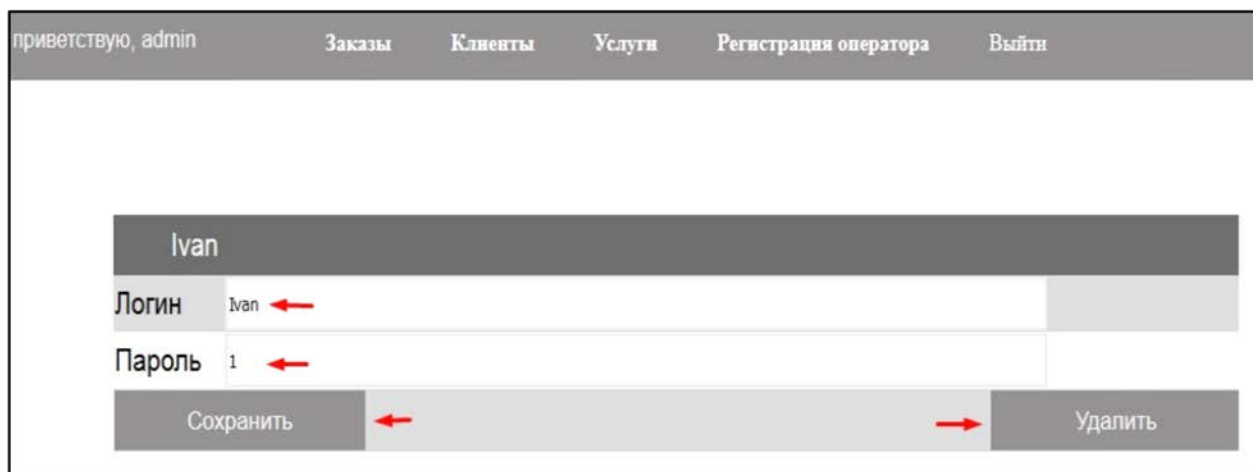 приветствую, admin Заказы Клиенты Услуги Регистрация оператора Выйти
Ivan
Логин Ivan
Пароль 1
Сохранить Удалить